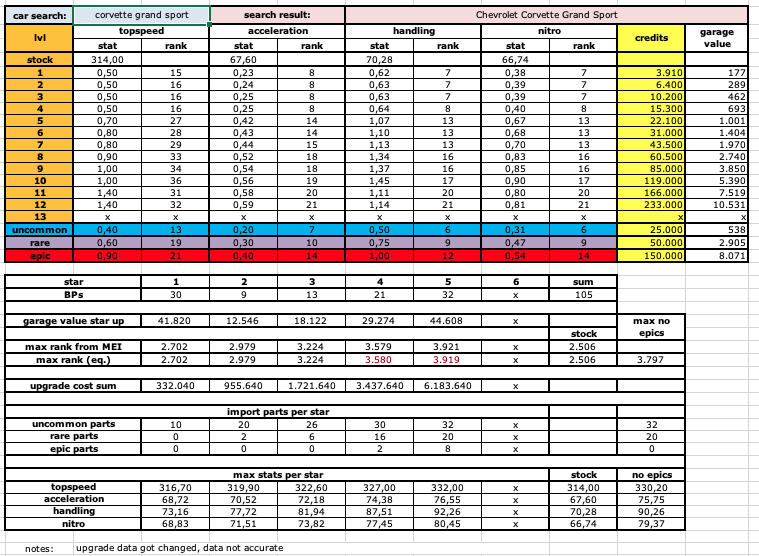 car search: corvette grand sport search result: Chevrolet Corvette Grand Sport
lvl topspeed acceleration handling nitro credits garage value
stat rank stat rank stat rank stat rank
stock 314,00 67,60 70,28 66,74
1 0,50 15 0,23 8 0,62 7 0,38 7 3.910 177
2 0,50 16 0,24 8 0,63 7 0,39 7 6.400 289
3 0,50 16 0,25 8 0,63 7 0,39 7 10.200 462
4 0,50 16 0,25 8 0,64 8 0,40 8 15.300 693
5 0,70 27 0,42 14 1,07 13 0,67 13 22.100 1.001
6 0,80 28 0,43 14 1,10 13 0,68 13 31.000 1.404
7 0,80 29 0,44 15 1,13 13 0,70 13 43.500 1.970
8 0,90 33 0,52 18 1,34 16 0,83 16 60.500 2.740
9 1,00 34 0,54 18 1,37 16 0,85 16 85.000 3.850
10 1,00 36 0,56 19 1,45 17 0,90 17 119.000 5.390
11 1,40 31 0,58 20 1,11 20 0,80 20 166.000 7.519
12 1,40 32 0,59 21 1,14 21 0,81 21 233.000 10.531
13 x x x x x x x x x x
uncommon 0,40 13 0,20 7 0,50 6 0,31 6 25.000 538
rare 0,60 19 0,30 10 0,75 9 0,47 9 50.000 2.905
epic 0,90 21 0,40 14 1,00 12 0,54 14 150.000 8.071
star 1 2 3 4 5 6 sum
BPs 30 9 13 21 32 x 105
garage value star up 41.820 12.546 18.122 29.274 44.608 x max no epics
stock
max rank from MEI 2.702 2.979 3.224 3.579 3.921 x 2.506
max rank (eq.) 2.702 2.979 3.224 3.580 3.919 x 2.506 3.797
upgrade cost sum 332.040 955.640 1.721.640 3.437.640 6.183.640 x
import parts per star
uncommon parts 10 20 26 30 32 x 32
rare parts 0 2 6 16 20 x 20
epic parts 0 0 0 2 8 x 0
max stats per star stock no epics
topspeed 316,70 319,90 322,60 327,00 332,00 x 314,00 330,20
acceleration 68,72 70,52 72,18 74,38 76,55 x 67,60 75,75
handling 73,16 77,72 81,94 87,51 92,26 x 70,28 90,26
nitro 68,83 71,51 73,82 77,45 80,45 x 66,74 79,37
notes: upgrade data got changed, data not accurate